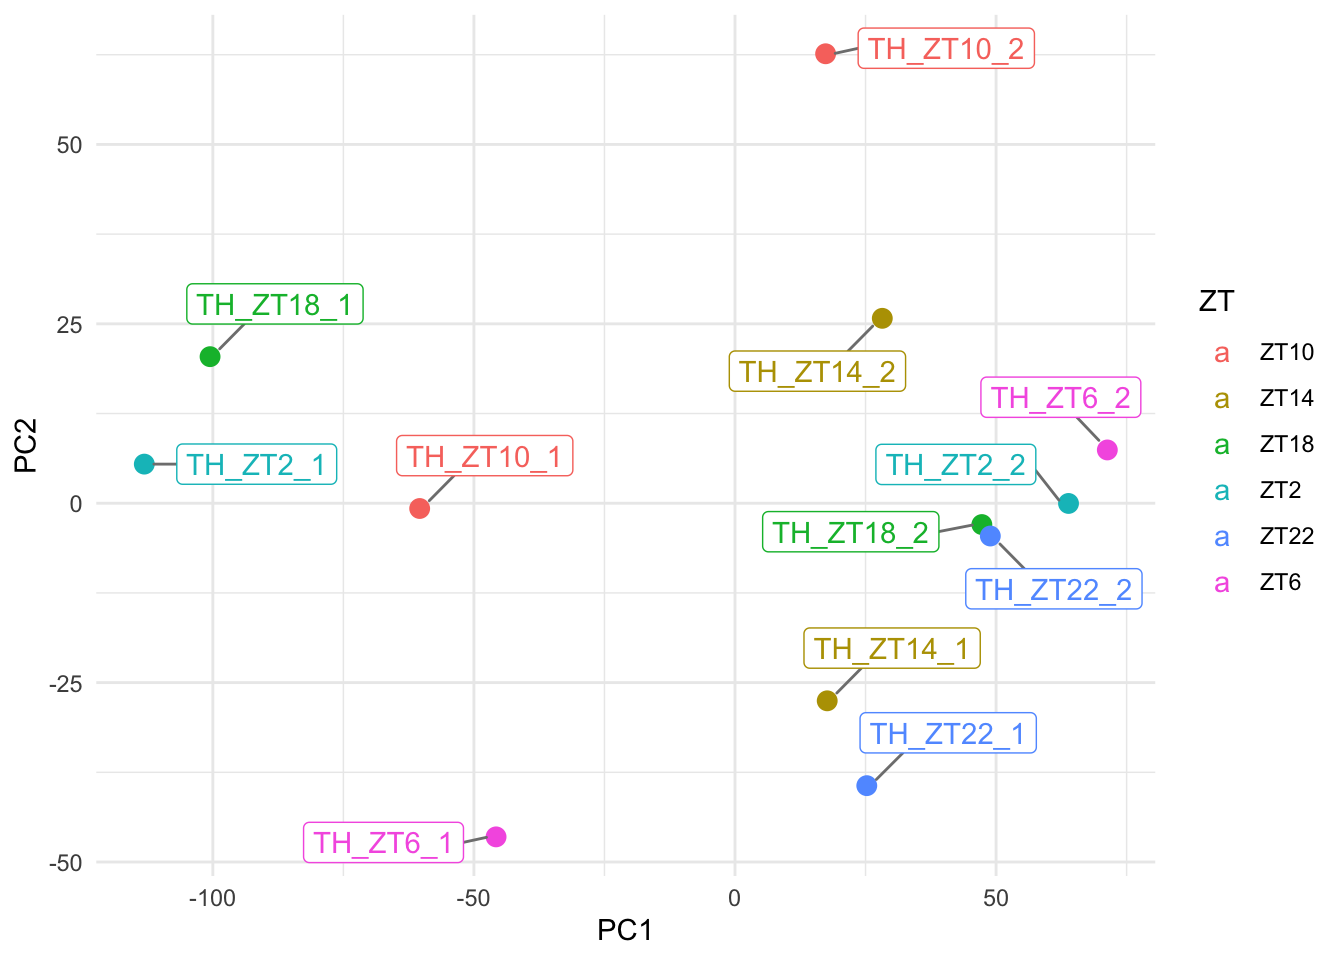 TH_ZT10_2
50
TH_ZT18_1
25
TH_ZT14_2
TH_ZT6_2
TH_ZT2_1
TH_ZT10_1
TH_ZT2_2
0
TH_ZT18_2
TH_ZT22_2
TH_ZT14_1
-25
TH_ZT22_1
TH_ZT6_1
-50
-100
-50
0
50
PC1
PC2
ZT
a ZT10
a ZT14
a ZT18
a ZT2
a ZT22
a ZT6